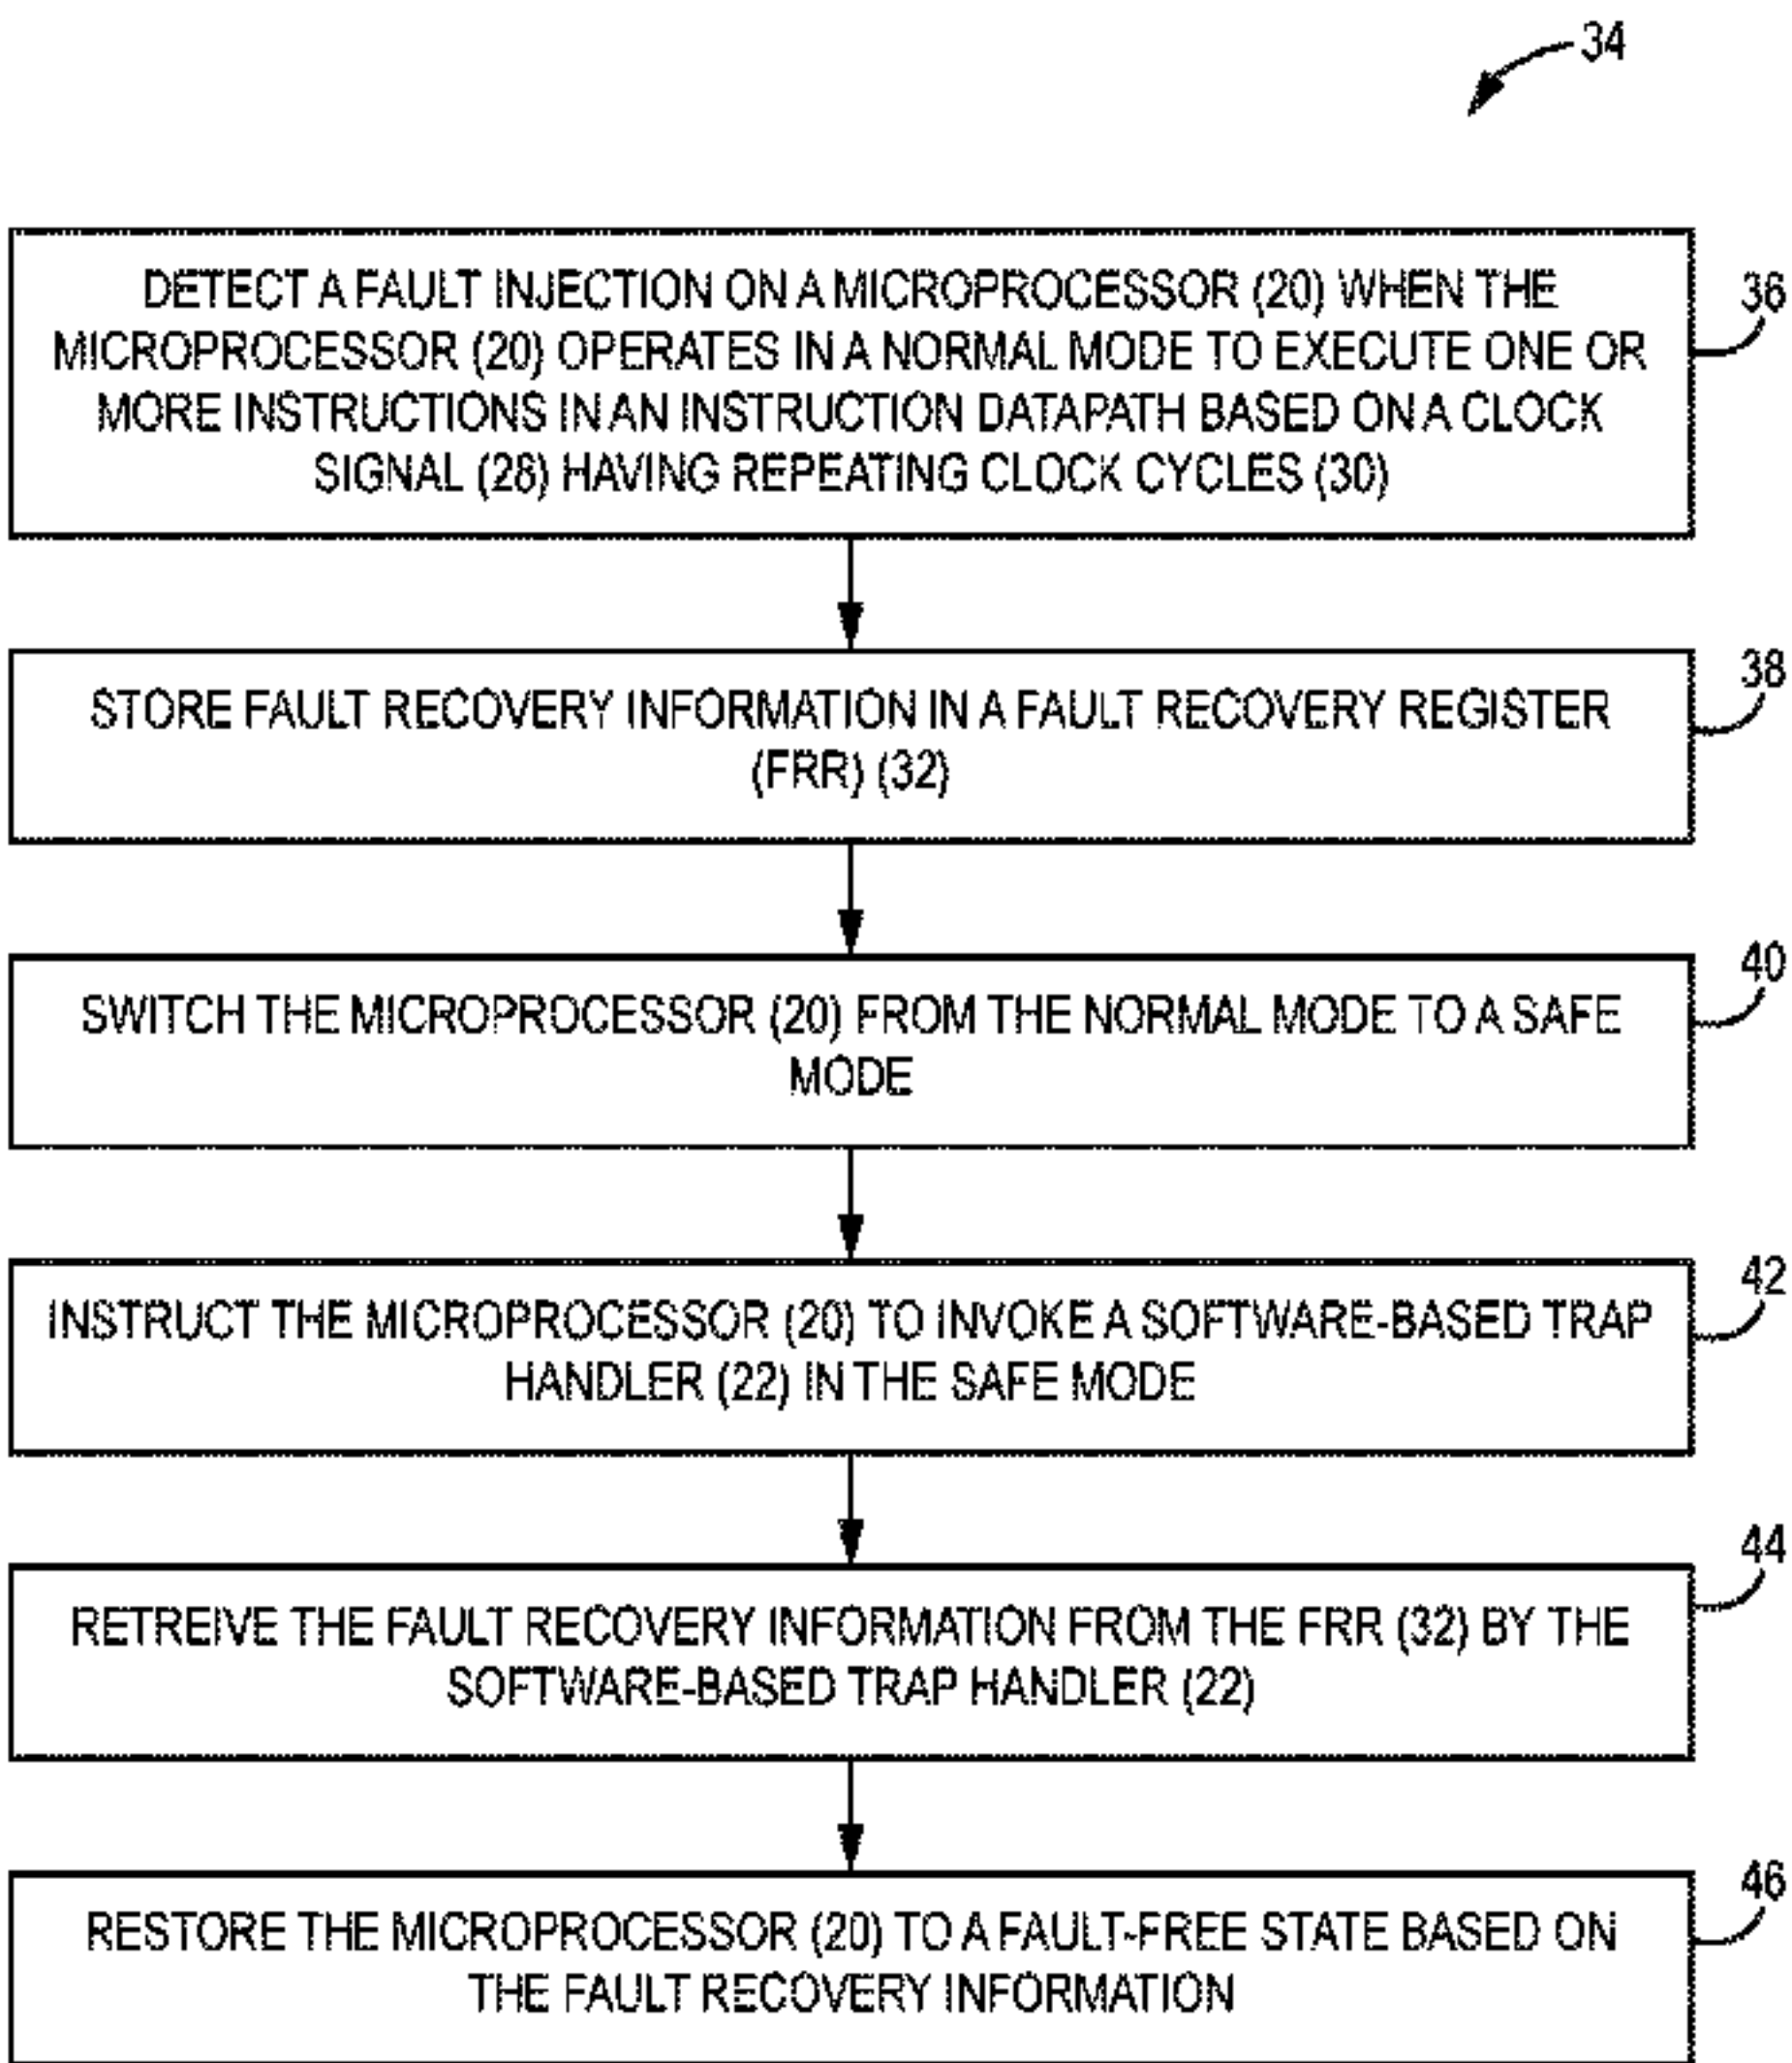 34
DETECT A FAULT INJECTION ON A MICROPROCESSOR (20) WHEN THE
MICROPROCESSOR (20) OPERATES IN A NORMAL MODE TO EXECUTE ONE OR
MORE INSTRUCTIONS IN AN INSTRUCTION DATAPATH BASED ON A CLOCK
SIGNAL (28) HAVING REPEATING CLOCK CYCLES (30)
36
STORE FAULT RECOVERY INFORMATION IN A FAULT RECOVERY REGISTER
(FRR) (32)
38
SWITCH THE MICROPROCESSOR (20) FROM THE NORMAL MODE TO A SAFE
MODE
40
INSTRUCT THE MICROPROCESSOR (20) TO INVOKE A SOFTWARE-BASED TRAP
HANDLER (22) IN THE SAFE MODE
42
RETREIVE THE FAULT RECOVERY INFORMATION FROM THE FRR (32) BY THE
SOFTWARE-BASED TRAP HANDLER (22)
44
RESTORE THE MICROPROCESSOR (20) TO A FAULT-FREE STATE BASED ON
THE FAULT RECOVERY INFORMATION
46